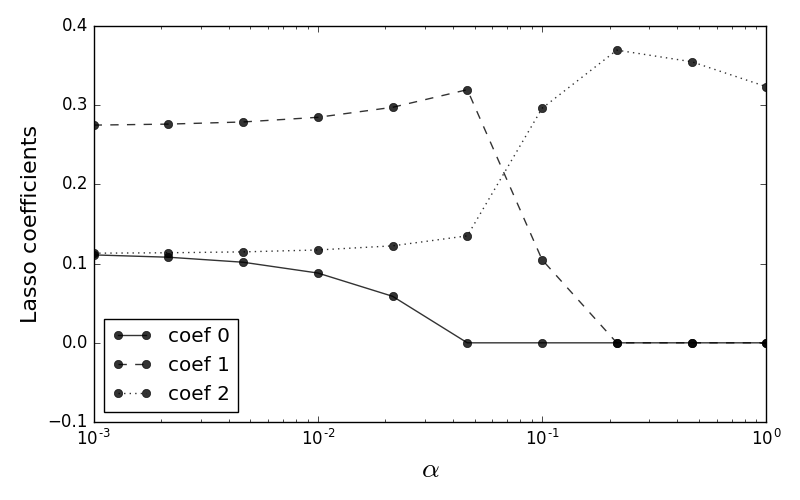 0.4
0.3
0.2
0.1
0.0
−0.1
Lasso coefficients
coef 0
coef 1
coef 2
10⁻³ 10⁻² 10⁻¹ 10⁰
α